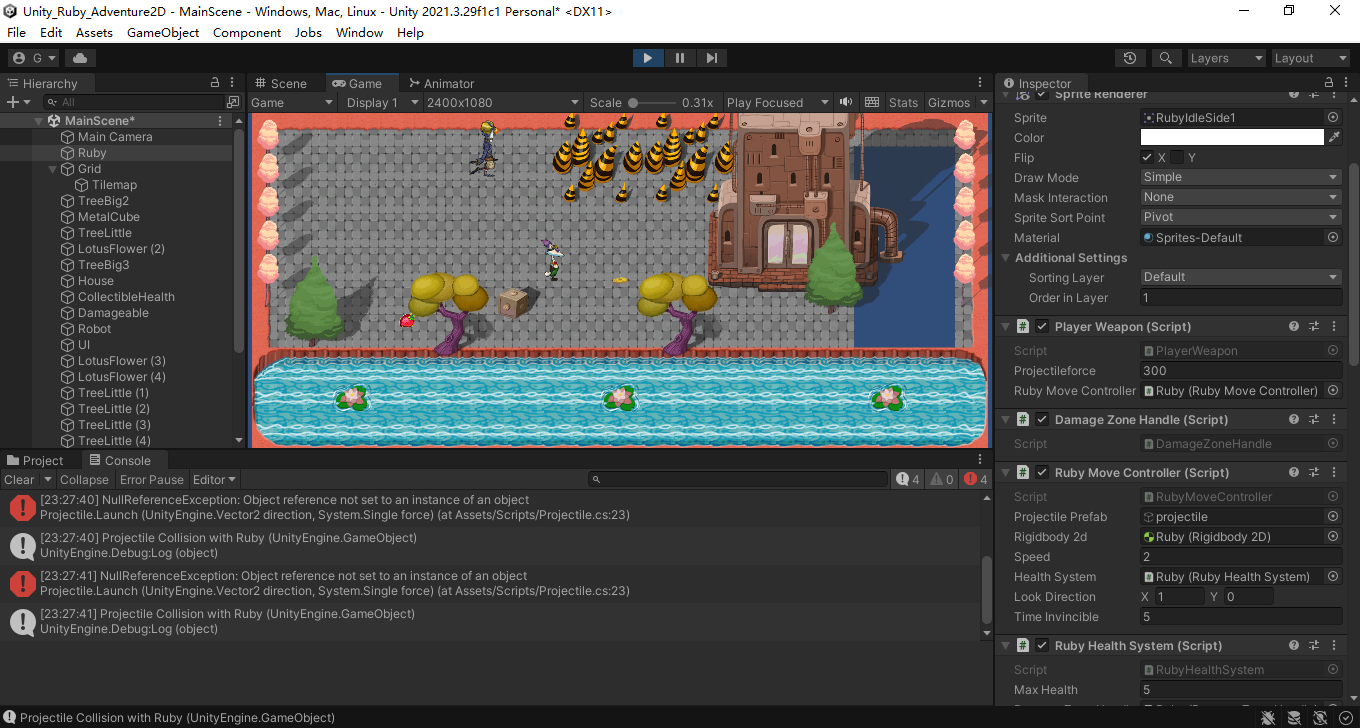 Unity_Ruby_Adventure2D - MainScene - Windows, Mac, Linux - Unity 2021.3.29f1c1 Personal* <DX11>
File Edit Assets GameObject Component Jobs Window Help
G Layers Layout
Hierarchy
All
MainScene*
Main Camera
Ruby
Grid
Tilemap
TreeBig2
MetalCube
TreeLittle
LotusFlower (2)
TreeBig3
House
CollectibleHealth
Damageable
Robot
UI
LotusFlower (3)
LotusFlower (4)
TreeLittle (1)
TreeLittle (2)
TreeLittle (3)
TreeLittle (4)
Scene Game Animator
Game Display 1 2400x1080 Scale 0.31x Play Focused Stats Gizmos
Inspector
Sprite Renderer
Sprite RubyIdleSide1
Color
Flip X Y
Draw Mode Simple
Mask Interaction None
Sprite Sort Point Pivot
Material Sprites-Default
Additional Settings
Sorting Layer Default
Order in Layer 1
Player Weapon (Script)
Script PlayerWeapon
Projectileforce 300
Ruby Move Controller Ruby (Ruby Move Controller)
Damage Zone Handle (Script)
Script DamageZoneHandle
Ruby Move Controller (Script)
Script RubyMoveController
Projectile Prefab projectile
Rigidbody 2d Ruby (Rigidbody 2D)
Speed 2
Health System Ruby (Ruby Health System)
Look Direction X 1 Y 0
Time Invincible 5
Ruby Health System (Script)
Script RubyHealthSystem
Max Health 5
Project Console
Clear Collapse Error Pause Editor 4 0 4
[23:27:40] NullReferenceException: Object reference not set to an instance of an object
Projectile.Launch (UnityEngine.Vector2 direction, System.Single force) (at Assets/Scripts/Projectile.cs:23)
[23:27:40] Projectile Collision with Ruby (UnityEngine.GameObject)
UnityEngine.Debug:Log (object)
[23:27:41] NullReferenceException: Object reference not set to an instance of an object
Projectile.Launch (UnityEngine.Vector2 direction, System.Single force) (at Assets/Scripts/Projectile.cs:23)
[23:27:41] Projectile Collision with Ruby (UnityEngine.GameObject)
UnityEngine.Debug:Log (object)
Projectile Collision with Ruby (UnityEngine.GameObject)